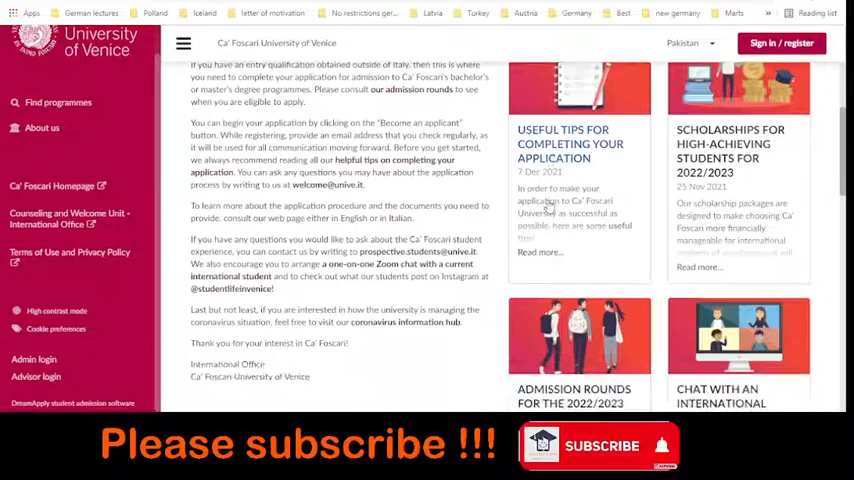 Apps German lectures Poland Iceland letter of motivation No restrictions ger... Latvia Turkey Austria Germany Best new germany Marts » Reading list
University
of Venice
Ca' Foscari University of Venice
Pakistan
Sign in / register
Find programmes
About us
Ca' Foscari Homepage
Counseling and Welcome Unit -
International Office
Terms of Use and Privacy Policy
High contrast mode
Cookie preferences
Admin login
Advisor login
DreamApply student admission software
If you have an entry qualification obtained outside of Italy, then this is where
you need to complete your application for admission to Ca' Foscari's bachelor's
or master's degree programmes. Please consult our admission rounds to
see when you are eligible to apply.
You can begin your application by clicking on the "Become an applicant"
button. While registering, provide an email address that you check regularly, as
it will be used for all communication moving forward. Before you get started,
we always recommend reading all our helpful tips on completing your
application. You can ask any questions you may have about the application
process by writing to us at welcome@unive.it.
To learn more about the application procedure and the documents you need to
provide, consult our web page either in English or in Italian.
If you have any questions you would like to ask about the Ca' Foscari student
experience, you can contact us by writing to prospective.students@unive.it.
We also encourage you to arrange a one-on-one Zoom chat with a current
international student and to check out what our students post on Instagram at
@studentlifeinvenice!
Last but not least, if you are interested in how the university is managing the
coronavirus situation, feel free to visit our coronavirus information hub.
Thank you for your interest in Ca' Foscari!
International Office
Ca' Foscari University of Venice
USEFUL TIPS FOR
COMPLETING YOUR
APPLICATION
7 Dec 2021
In order to make your
application to Ca' Foscari
University as successful as
possible, here are some useful
tips!
Read more...
SCHOLARSHIPS FOR
HIGH-ACHIEVING
STUDENTS FOR
2022/2023
25 Nov 2021
Our scholarship packages are
designed to make choosing Ca'
Foscari more financially
manageable for international
Read more...
ADMISSION ROUNDS
FOR THE 2022/2023
CHAT WITH AN
INTERNATIONAL
Please subscribe !!!
SUBSCRIBE